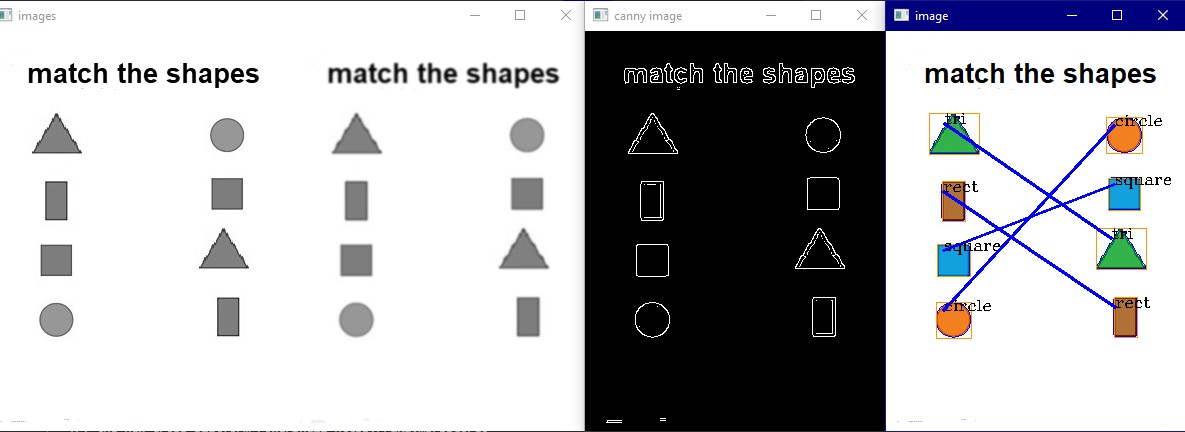 images
canny image
image
match the shapes
match the shapes
match the shapes
match the shapes
tri
circle
rect
square
square
tri
circle
rect